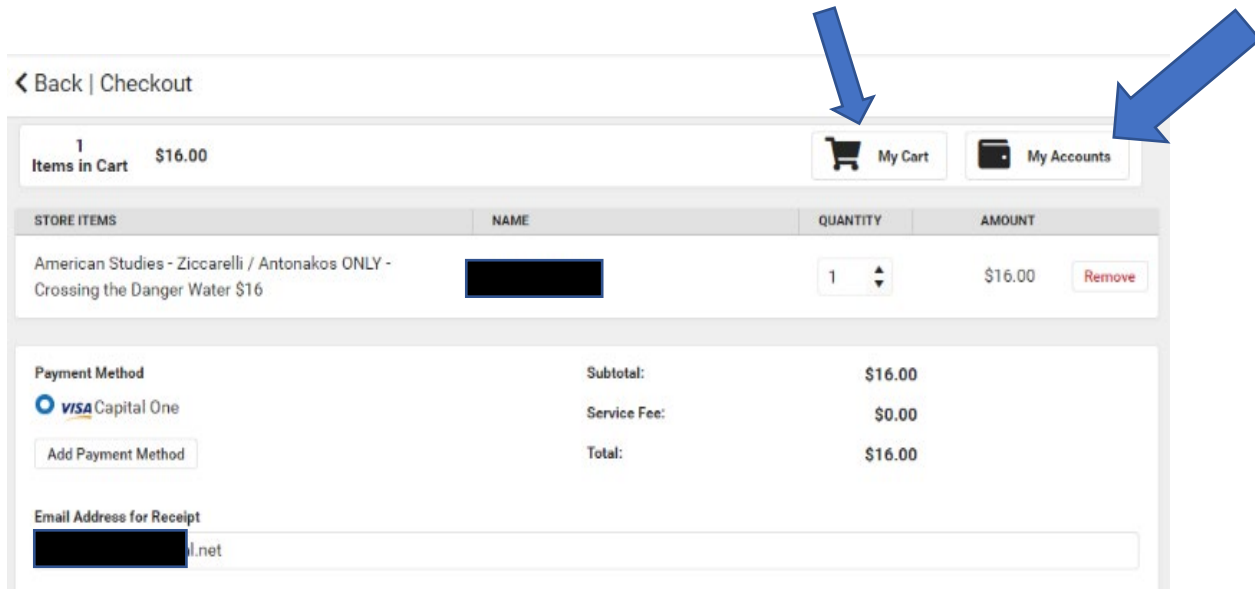 Back | Checkout
1
Items in Cart
$16.00
My Cart
My Accounts
STORE ITEMS NAME QUANTITY AMOUNT
American Studies - Ziccarelli / Antonakos ONLY -
Crossing the Danger Water $16
1
$16.00
Remove
Payment Method
VISA Capital One
Add Payment Method
Subtotal: $16.00
Service Fee: $0.00
Total: $16.00
Email Address for Receipt
l.net